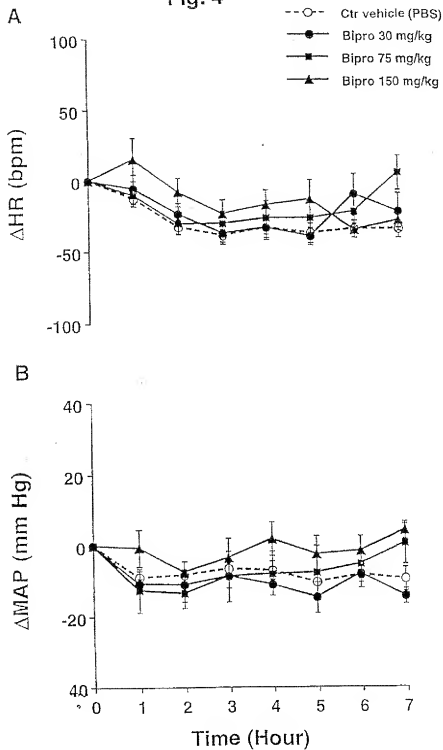 Fig. 4
A
Ctr vehicle (PBS)
Bipro 30 mg/kg
Bipro 75 mg/kg
Bipro 150 mg/kg
100
50
0
-50
-100
ΔHR (bpm)
B
40
20
0
-20
40
ΔMAP (mm Hg)
0 1 2 3 4 5 6 7
Time (Hour)